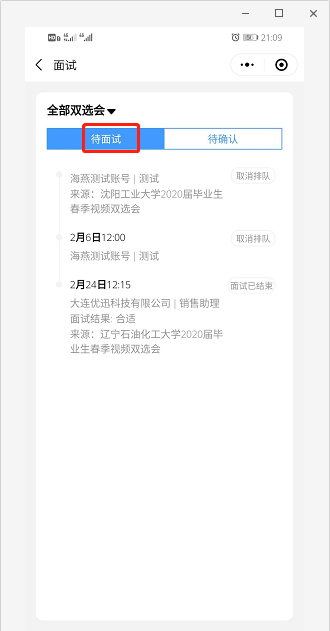 21:09
面试
全部双选会
待面试 待确认
海燕测试账号 | 测试 取消排队
来源：沈阳工业大学2020届毕业生
春季视频双选会
2月6日12:00 取消排队
海燕测试账号 | 测试
2月24日12:15 面试已结束
大连优迅科技有限公司 | 销售助理
面试结果: 合适
来源：辽宁石油化工大学2020届毕
业生春季视频双选会